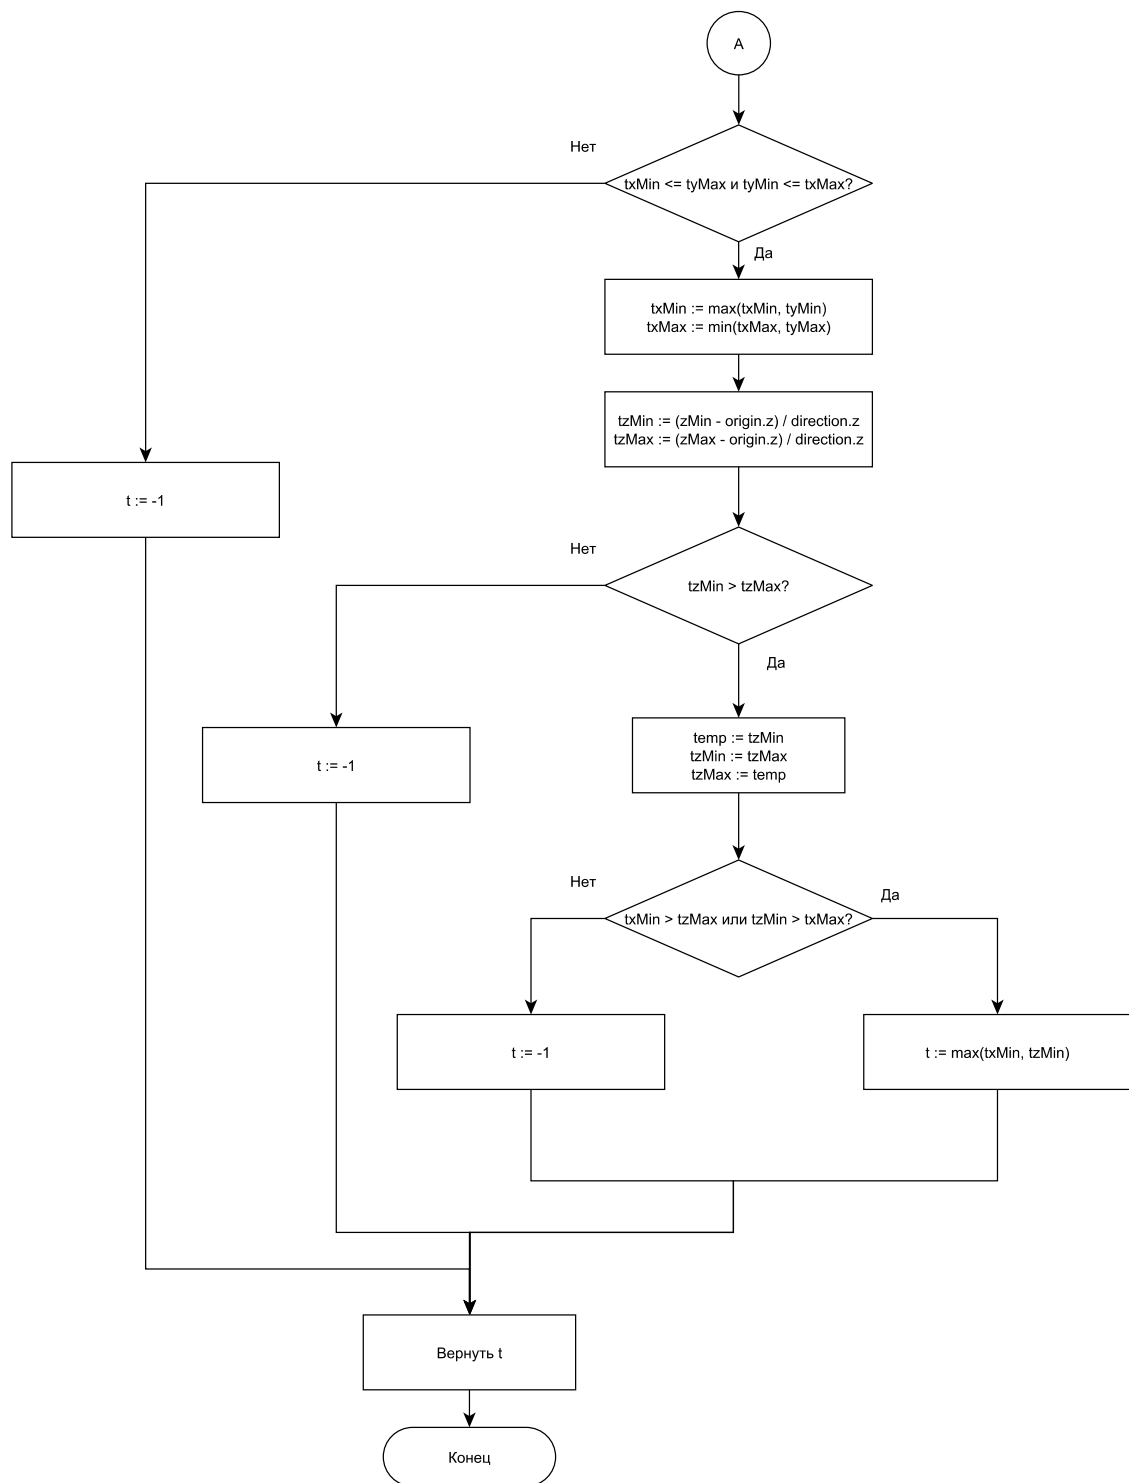 A
Нет
txMin <= tyMax и tyMin <= txMax?
Да
txMin := max(txMin, tyMin)
txMax := min(txMax, tyMax)
tzMin := (zMin - origin.z) / direction.z
tzMax := (zMax - origin.z) / direction.z
t := -1
Нет
tzMin > tzMax?
Да
temp := tzMin
tzMin := tzMax
tzMax := temp
t := -1
Нет
Да
txMin > tzMax или tzMin > txMax?
t := -1
t := max(txMin, tzMin)
Вернуть t
Конец